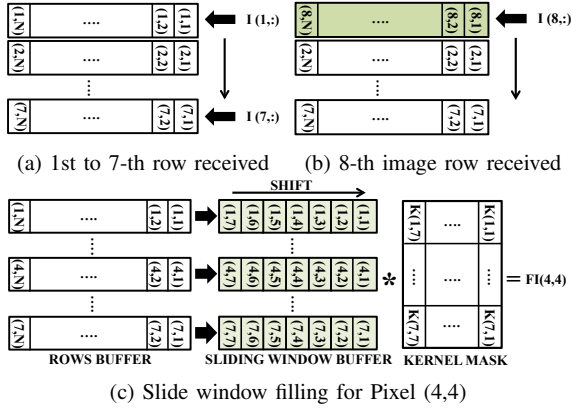 (1,N) .... (1,2) (1,1) I (1,:)
(2,N) .... (2,2) (2,1)
(7,N) .... (7,2) (7,1) I (7,:)
(a) 1st to 7-th row received
(8,N) .... (8,2) (8,1) I (8,:)
(2,N) .... (2,2) (2,1)
(7,N) .... (7,2) (7,1)
(b) 8-th image row received
SHIFT
(1,N) .... (1,2) (1,1) (1,7) (1,6) (1,5) (1,4) (1,3) (1,2) (1,1) K(1,7) .... K(1,1)
(4,N) .... (4,2) (4,1) (4,7) (4,6) (4,5) (4,4) (4,3) (4,2) (4,1) * .... .... .... = FI(4,4)
(7,N) .... (7,2) (7,1) (7,7) (7,6) (7,5) (7,4) (7,3) (7,2) (7,1) K(7,7) .... K(7,1)
ROWS BUFFER SLIDING WINDOW BUFFER KERNEL MASK
(c) Slide window filling for Pixel (4,4)